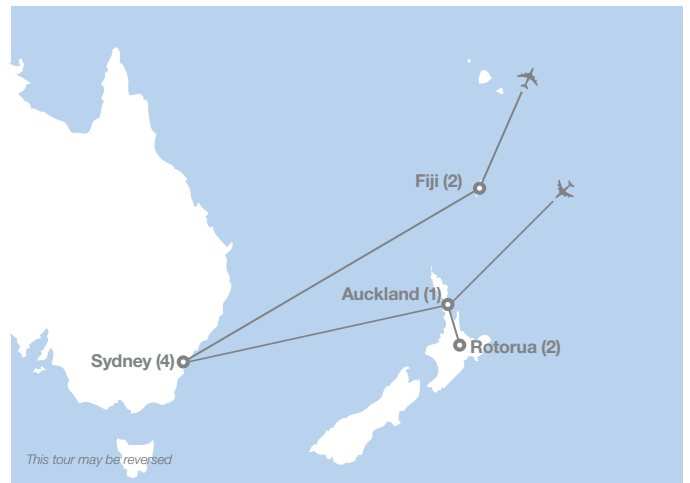 Fiji (2)
Auckland (1)
Rotorua (2)
Sydney (4)
This tour may be reversed